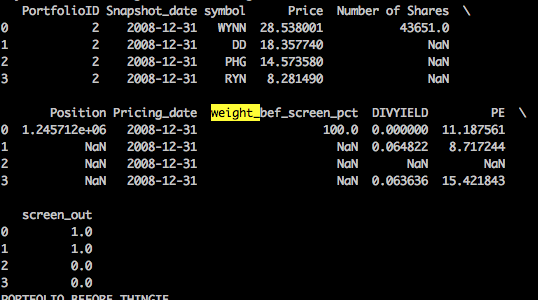 PortfolioID Snapshot_date symbol Price Number of Shares \
0 2 2008-12-31 WYNN 28.538001 43651.0
1 2 2008-12-31 DD 18.357740 NaN
2 2 2008-12-31 PHG 14.573580 NaN
3 2 2008-12-31 RYN 8.281490 NaN
Position Pricing_date weight_bef_screen_pct DIVYIELD PE \
0 1.245712e+06 2008-12-31 100.0 0.000000 11.187561
1 NaN 2008-12-31 NaN 0.064822 8.717244
2 NaN 2008-12-31 NaN NaN NaN
3 NaN 2008-12-31 NaN 0.063636 15.421843
screen_out
0 1.0
1 1.0
2 0.0
3 0.0
PORTFOLIO BEFORE THINGIE